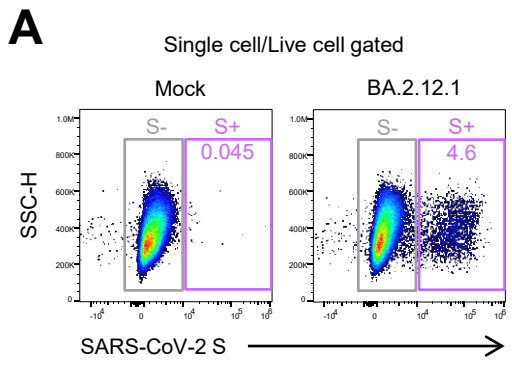 A
Single cell/Live cell gated
Mock
BA.2.12.1
SSC-H
1.0M
800K
600K
400K
200K
0
S-
S+
0.045
-10⁴
0
10⁴
10⁵
10⁶
1.0M
800K
600K
400K
200K
0
S-
S+
4.6
-10⁴
0
10⁴
10⁵
10⁶
SARS-CoV-2 S